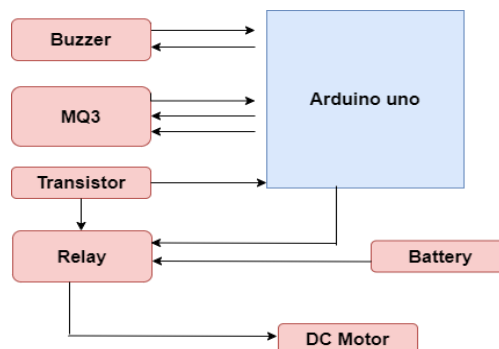 Buzzer
Arduino uno
MQ3
Transistor
Relay
Battery
DC Motor